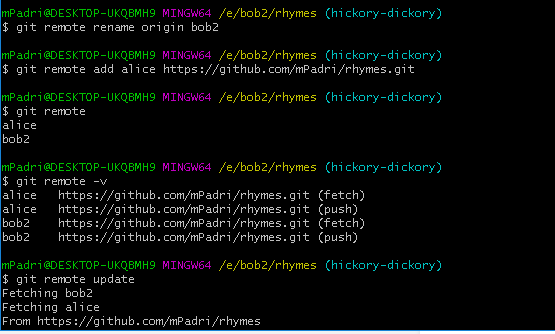 mPadri@DESKTOP-UKQBMH9 MINGW64 /e/bob2/rhymes (hickory-dickory)
$ git remote rename origin bob2
mPadri@DESKTOP-UKQBMH9 MINGW64 /e/bob2/rhymes (hickory-dickory)
$ git remote add alice https://github.com/mPadri/rhymes.git
mPadri@DESKTOP-UKQBMH9 MINGW64 /e/bob2/rhymes (hickory-dickory)
$ git remote
alice
bob2
mPadri@DESKTOP-UKQBMH9 MINGW64 /e/bob2/rhymes (hickory-dickory)
$ git remote -v
alice   https://github.com/mPadri/rhymes.git (fetch)
alice   https://github.com/mPadri/rhymes.git (push)
bob2    https://github.com/mPadri/rhymes.git (fetch)
bob2    https://github.com/mPadri/rhymes.git (push)
mPadri@DESKTOP-UKQBMH9 MINGW64 /e/bob2/rhymes (hickory-dickory)
$ git remote update
Fetching bob2
Fetching alice
From https://github.com/mPadri/rhymes